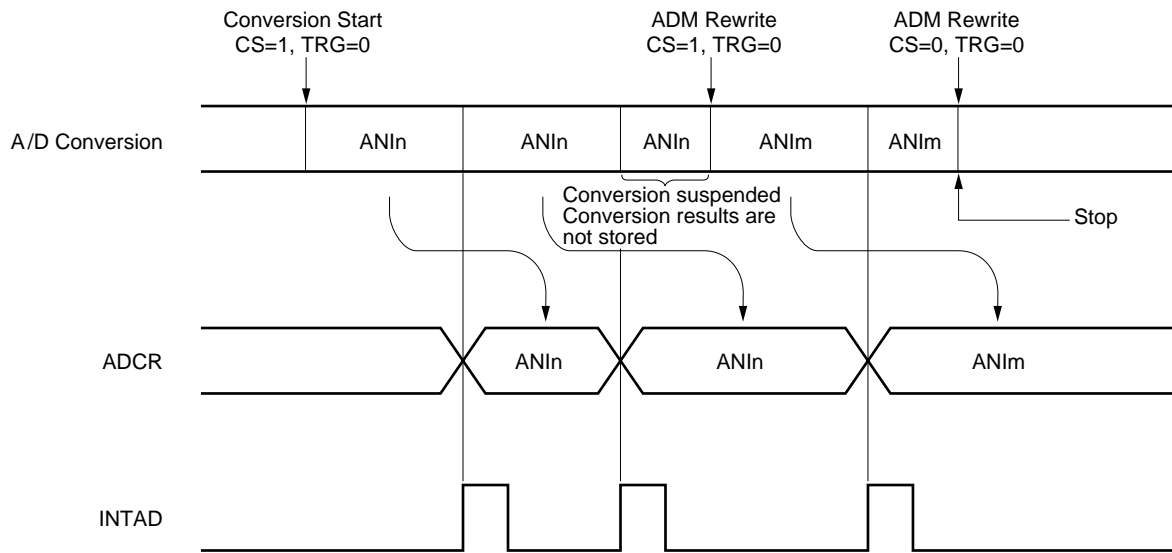 Conversion Start
CS=1, TRG=0
ADM Rewrite
CS=1, TRG=0
ADM Rewrite
CS=0, TRG=0
A/D Conversion
ANIn
ANIn
ANIn
ANIm
ANIm
Conversion suspended
Conversion results are
not stored
Stop
ADCR
ANIn
ANIn
ANIm
INTAD